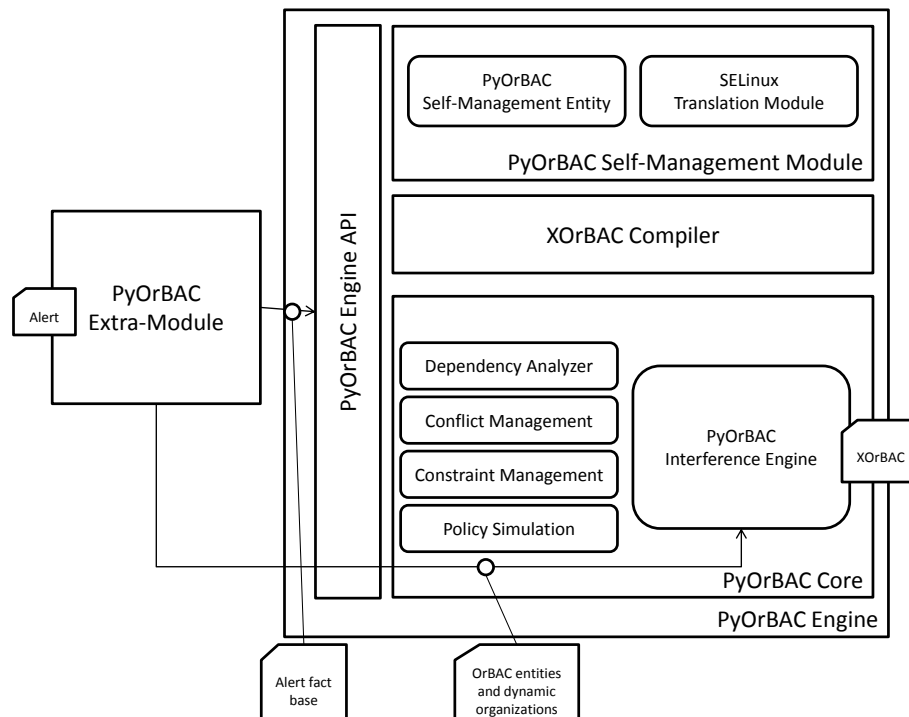 PyOrBAC
Self-Management Entity
SELinux
Translation Module
PyOrBAC Self-Management Module
PyOrBAC Engine API
XOrBAC Compiler
PyOrBAC
Extra-Module
Alert
Dependency Analyzer
Conflict Management
Constraint Management
Policy Simulation
PyOrBAC
Interference Engine
XOrBAC
PyOrBAC Core
PyOrBAC Engine
Alert fact
base
OrBAC entities
and dynamic
organizations